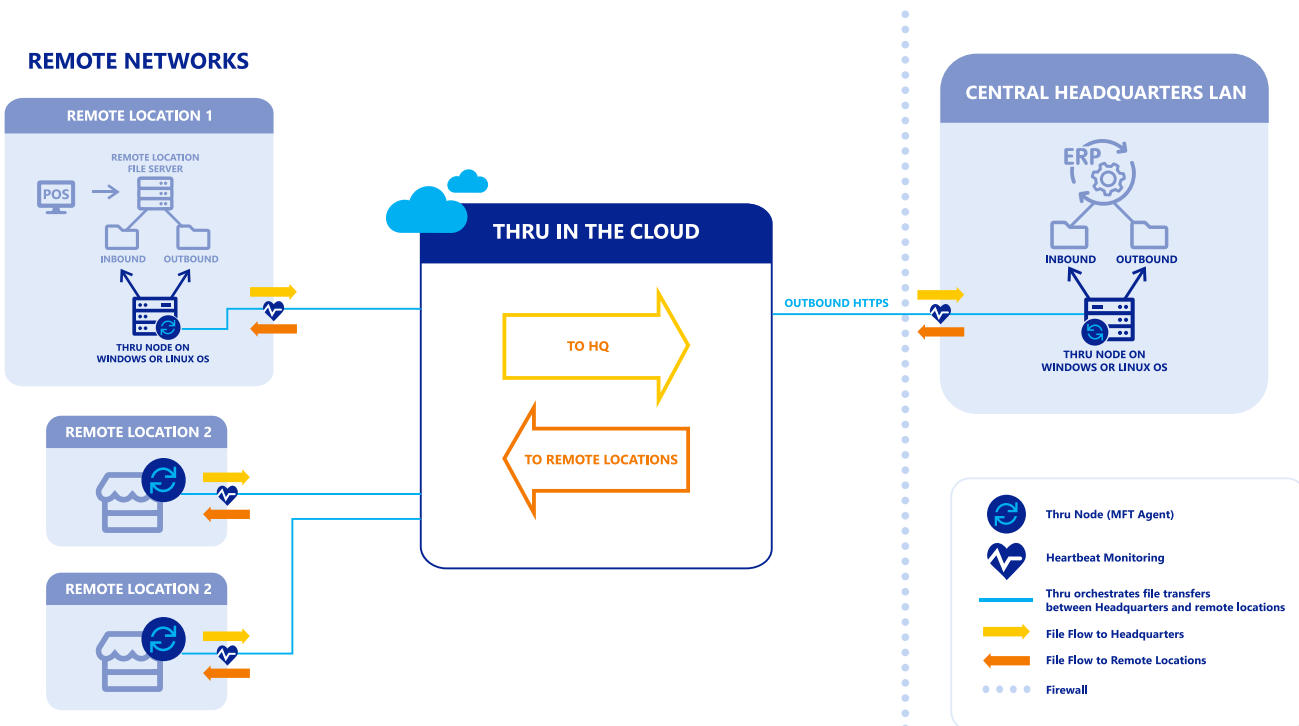 REMOTE NETWORKS
REMOTE LOCATION 1
REMOTE LOCATION
FILE SERVER
POS
INBOUND
OUTBOUND
THRU NODE ON
WINDOWS OR LINUX OS
REMOTE LOCATION 2
REMOTE LOCATION 2
THRU IN THE CLOUD
TO HQ
TO REMOTE LOCATIONS
OUTBOUND HTTPS
CENTRAL HEADQUARTERS LAN
ERP
INBOUND
OUTBOUND
THRU NODE ON
WINDOWS OR LINUX OS
Thru Node (MFT Agent)
Heartbeat Monitoring
Thru orchestrates file transfers
between Headquarters and remote locations
File Flow to Headquarters
File Flow to Remote Locations
Firewall